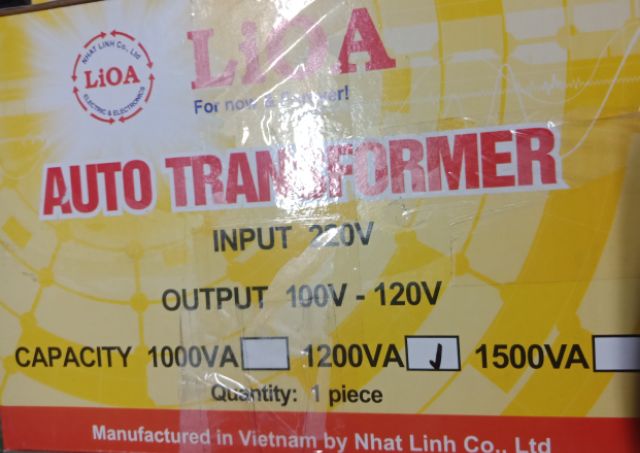 NHAT LINH Co., Ltd
LiOA
ELECTRIC & ELECTRONICS
LiOA
For now & Forever!
AUTO TRANSFORMER
INPUT 220V
OUTPUT 100V - 120V
CAPACITY 1000VA 1200VA 1500VA
Quantity: 1 piece
Manufactured in Vietnam by Nhat Linh Co., Ltd